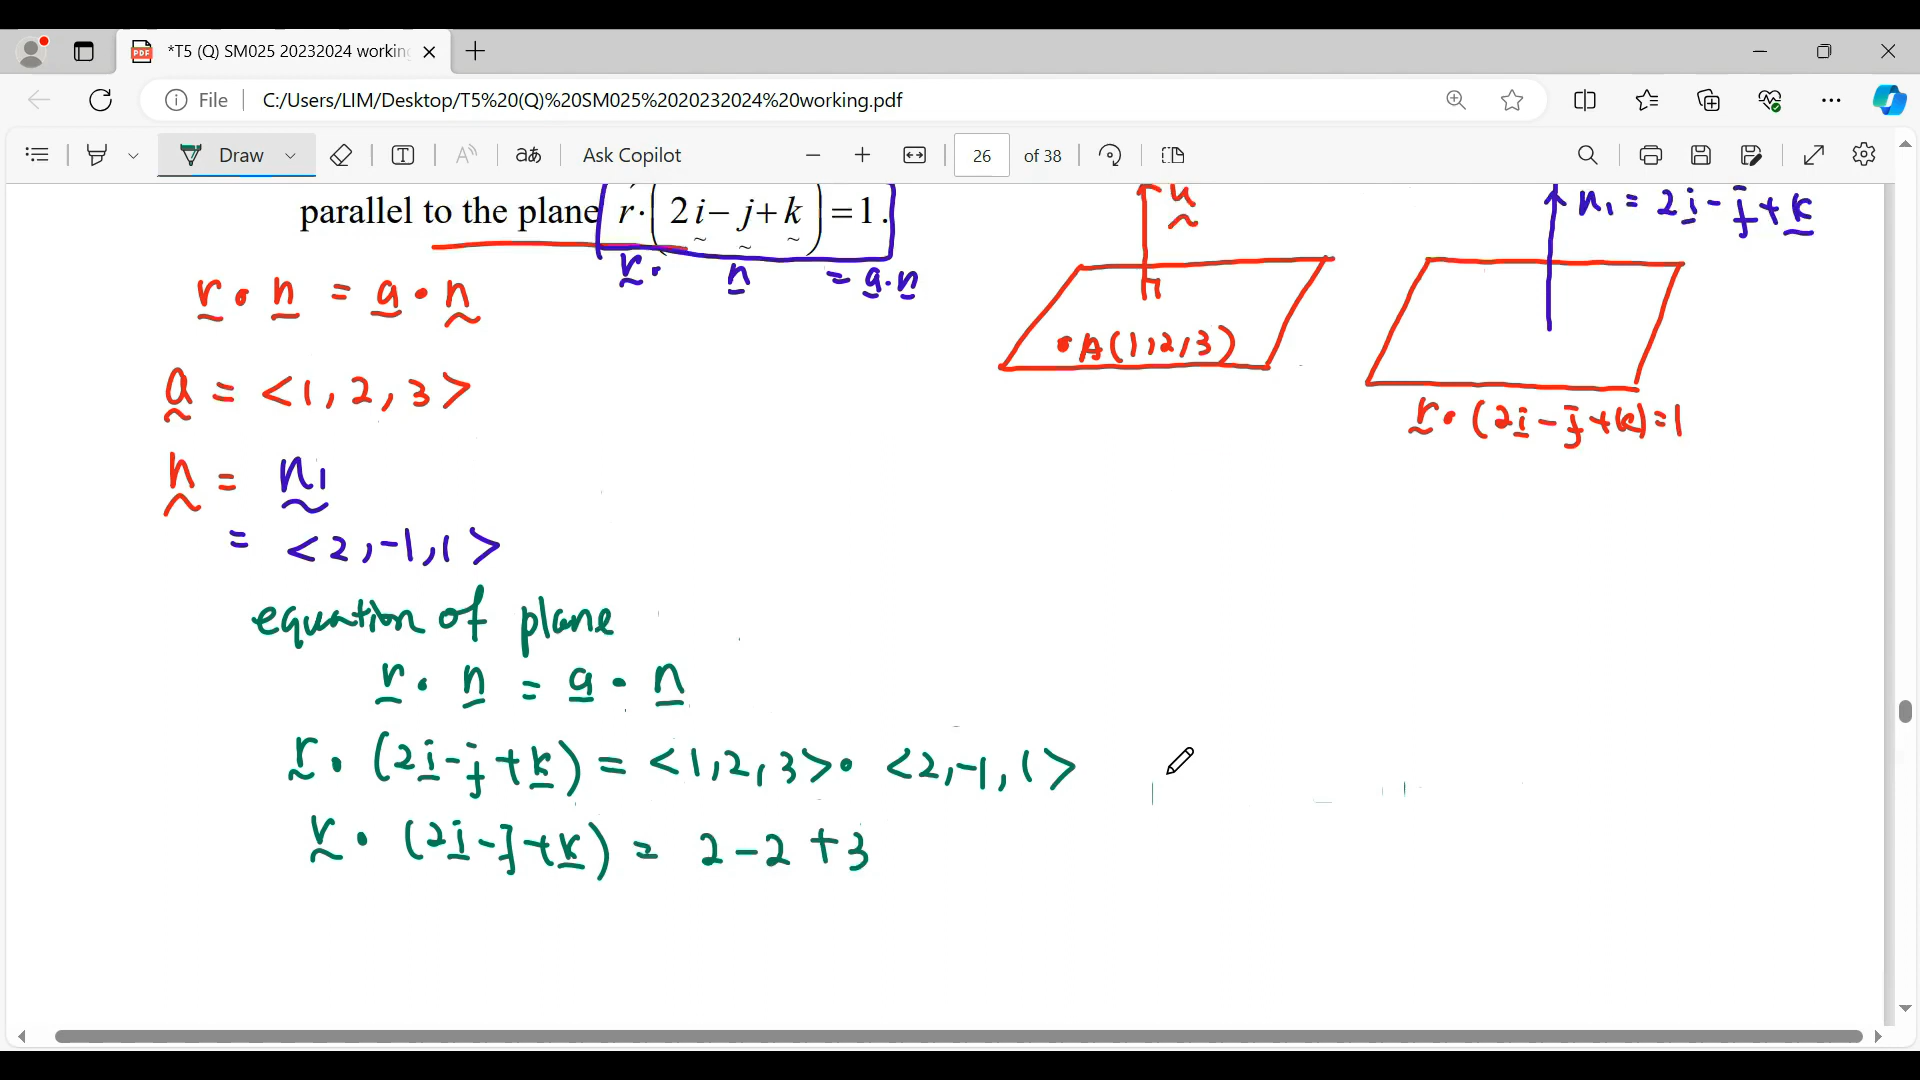 *T5 (Q) SM025 20232024 workin
File C:/Users/LIM/Desktop/T5%20(Q)%20SM025%2020232024%20working.pdf
Draw Ask Copilot 26 of 38
parallel to the plane r·(2i − j + k) = 1.
r· n = a·n
r · n = a · n
a = <1, 2, 3>
n = n1
= <2, -1, 1>
equation of plane
r · n = a · n
r · (2i - j + k) = <1, 2, 3> · <2, -1, 1>
r · (2i - j + k) = 2 - 2 + 3
n
•A(1,2,3)
n1 = 2i - j + k
r · (2i - j + k) = 1